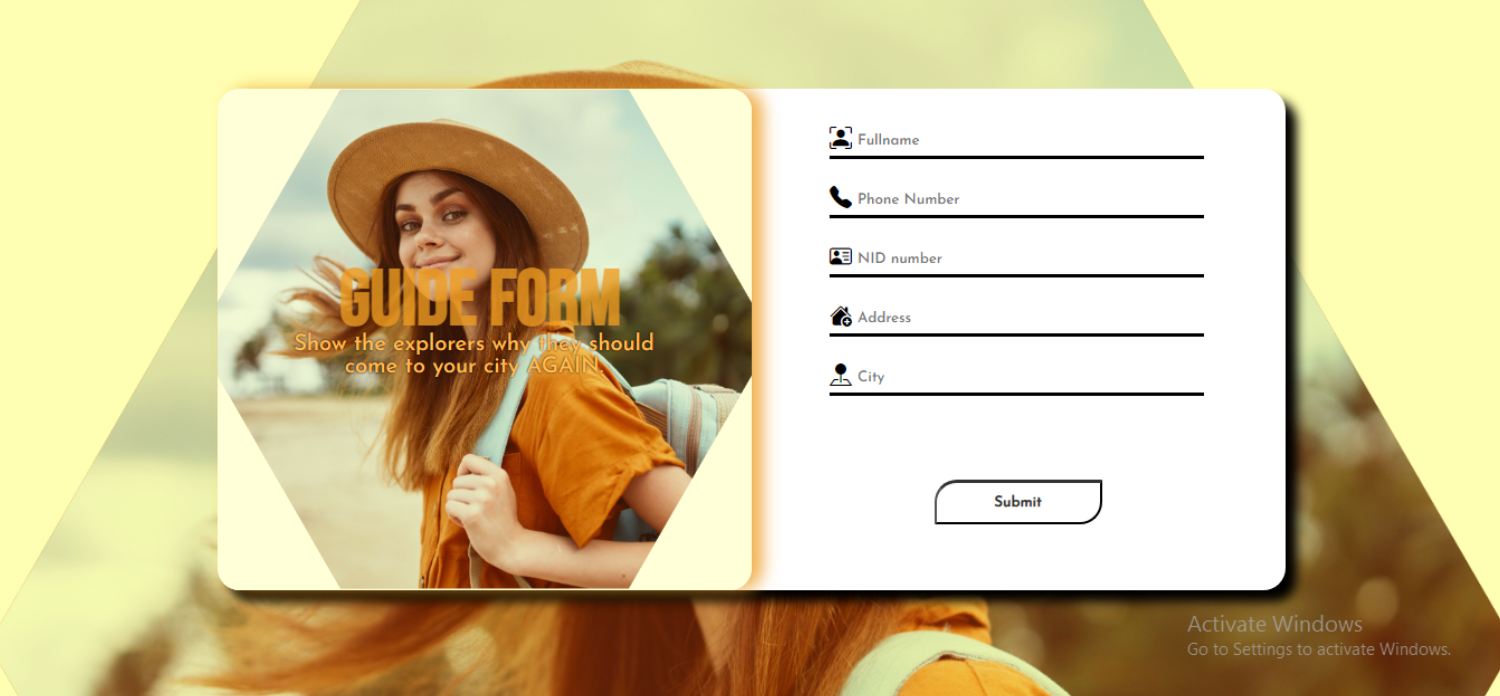 GUIDE FORM
Show the explorers why they should
come to your city AGAIN.
Fullname
Phone Number
NID number
Address
City
Submit
Activate Windows
Go to Settings to activate Windows.